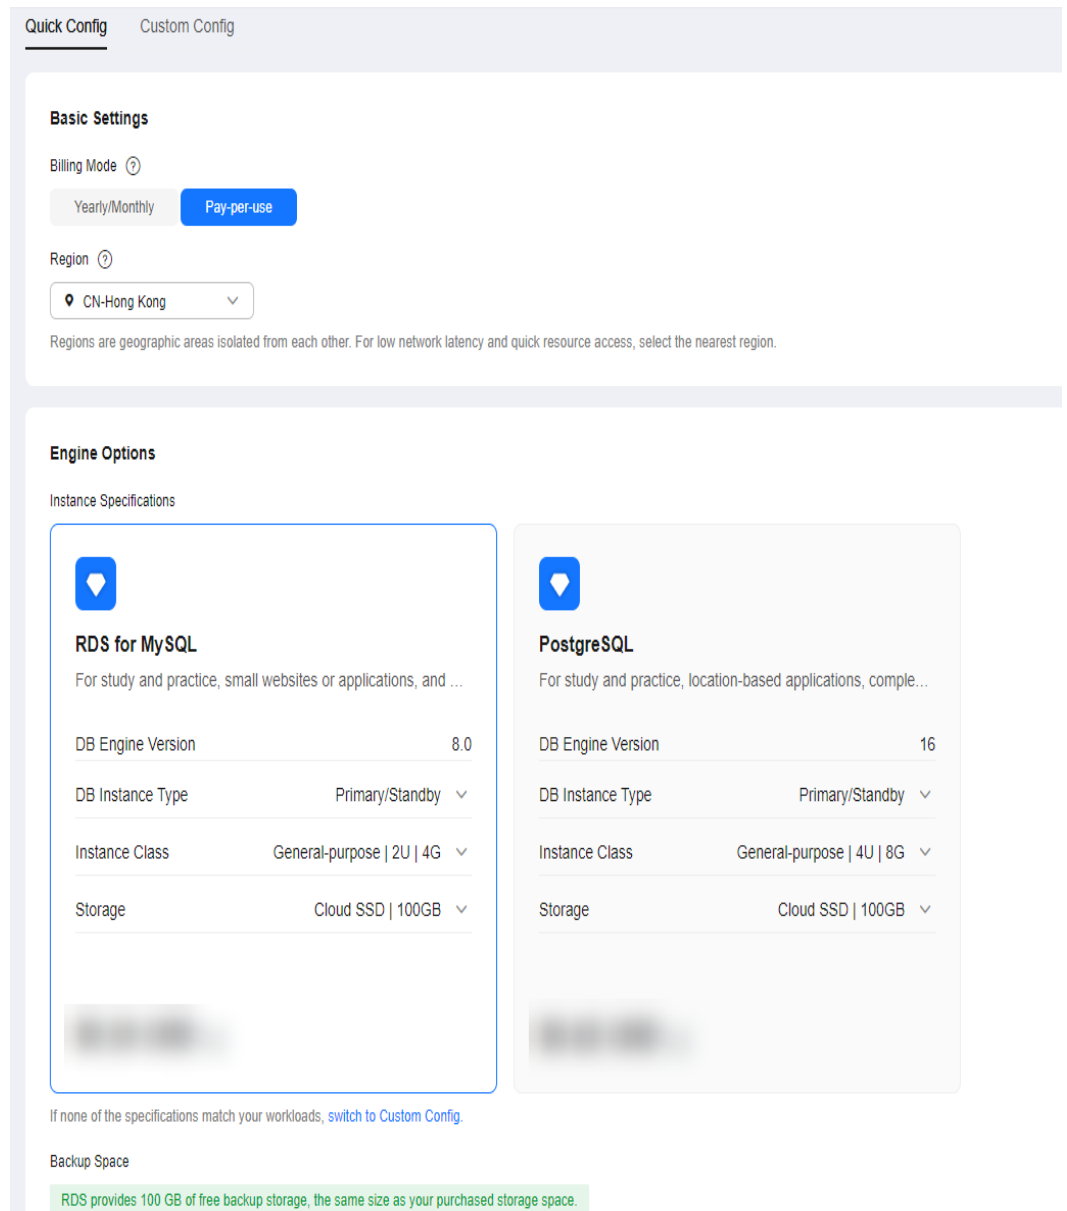 Quick Config Custom Config
Basic Settings
Billing Mode ?
Yearly/Monthly Pay-per-use
Region ?
CN-Hong Kong
Regions are geographic areas isolated from each other. For low network latency and quick resource access, select the nearest region.
Engine Options
Instance Specifications
RDS for MySQL
For study and practice, small websites or applications, and ...
DB Engine Version 8.0
DB Instance Type Primary/Standby
Instance Class General-purpose | 2U | 4G
Storage Cloud SSD | 100GB
PostgreSQL
For study and practice, location-based applications, comple...
DB Engine Version 16
DB Instance Type Primary/Standby
Instance Class General-purpose | 4U | 8G
Storage Cloud SSD | 100GB
If none of the specifications match your workloads, switch to Custom Config.
Backup Space
RDS provides 100 GB of free backup storage, the same size as your purchased storage space.